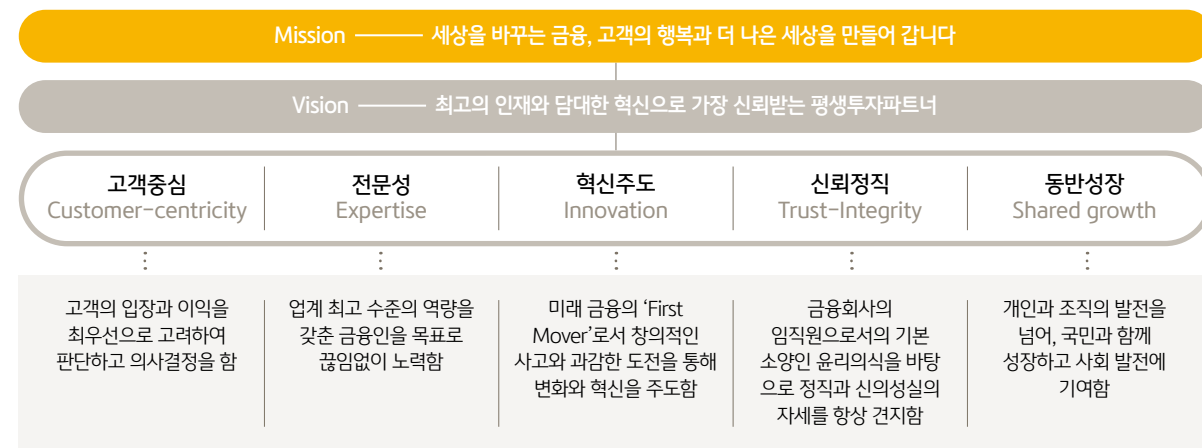 Mission ——— 세상을 바꾸는 금융, 고객의 행복과 더 나은 세상을 만들어 갑니다
Vision ——— 최고의 인재와 담대한 혁신으로 가장 신뢰받는 평생투자파트너
고객중심
Customer-centricity
전문성
Expertise
혁신주도
Innovation
신뢰정직
Trust-Integrity
동반성장
Shared growth
고객의 입장과 이익을
최우선으로 고려하여
판단하고 의사결정을 함
업계 최고 수준의 역량을
갖춘 금융인을 목표로
끊임없이 노력함
미래 금융의 ‘First
Mover’로서 창의적인
사고와 과감한 도전을 통해
변화와 혁신을 주도함
금융회사의
임직원으로서의 기본
소양인 윤리의식을 바탕
으로 정직과 신의성실의
자세를 항상 견지함
개인과 조직의 발전을
넘어, 국민과 함께
성장하고 사회 발전에
기여함